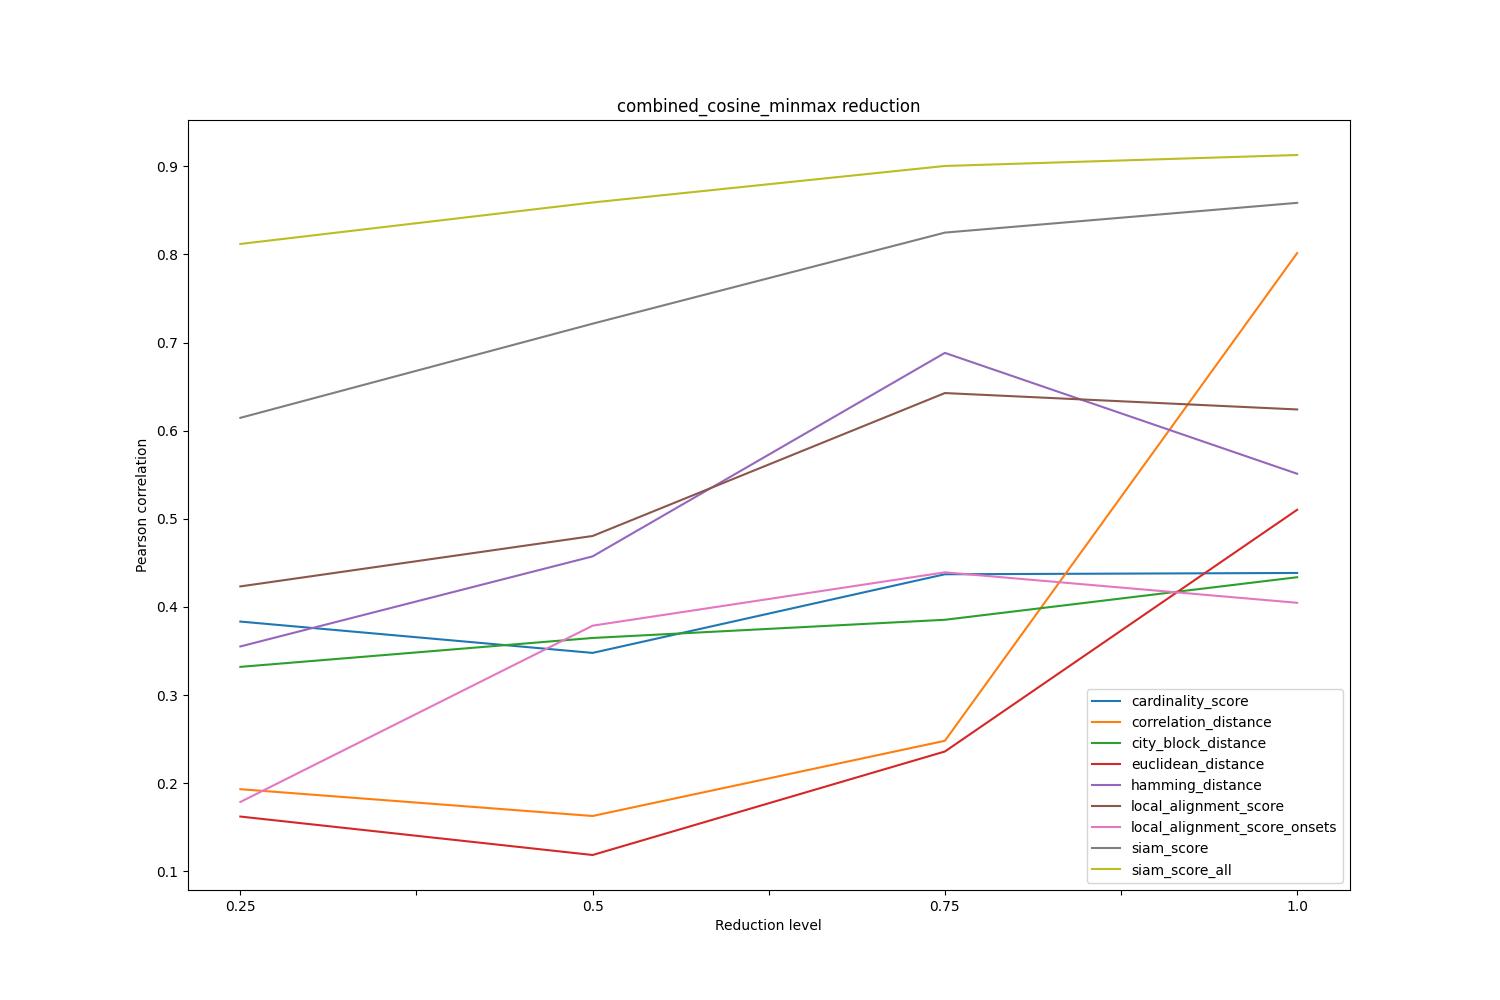 combined_cosine_minmax reduction
0.9
0.8
0.7
0.6
0.5
0.4
0.3
0.2
0.1
Pearson correlation
0.25
0.5
0.75
1.0
Reduction level
cardinality_score
correlation_distance
city_block_distance
euclidean_distance
hamming_distance
local_alignment_score
local_alignment_score_onsets
siam_score
siam_score_all